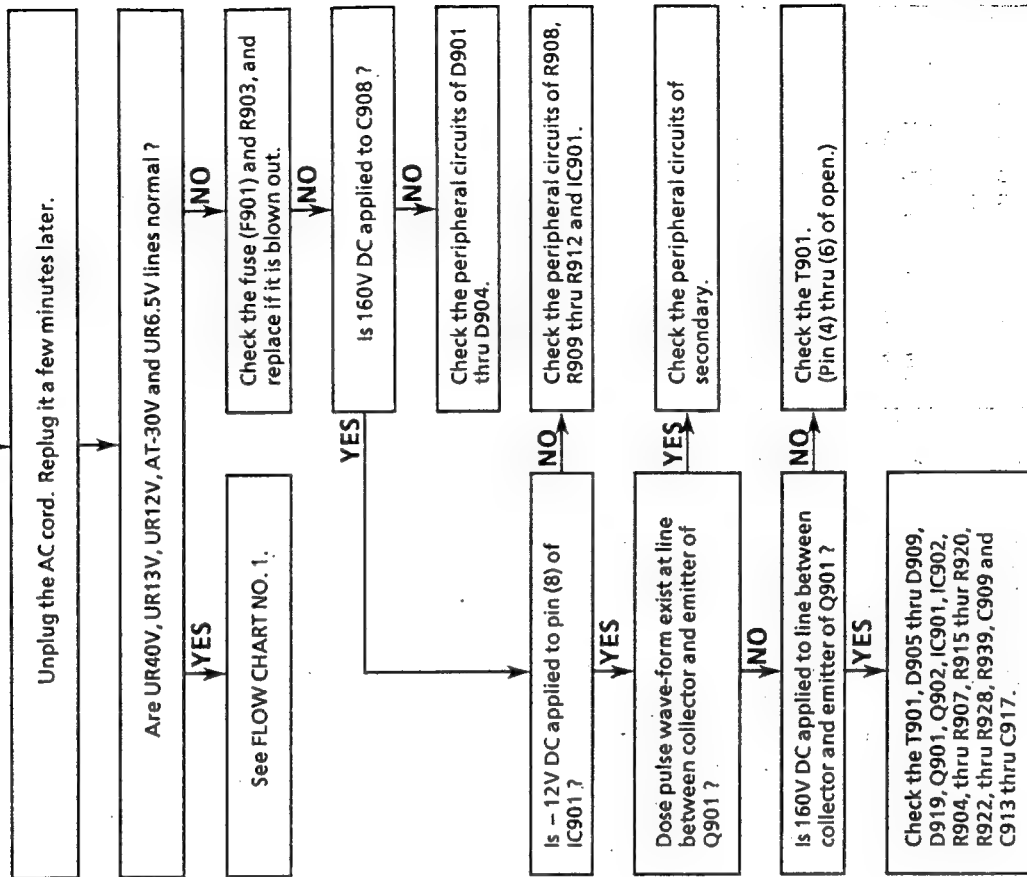 Unplug the AC cord. Replug it a few minutes later.
Are UR40V, UR13V, UR12V, AT-30V and UR6.5V lines normal ?
YES
NO
See FLOW CHART NO. 1.
Check the fuse (F901) and R903, and
replace if it is blown out.
NO
Is 160V DC applied to C908 ?
YES
NO
Check the peripheral circuits of D901
thru D904.
Is – 12V DC applied to pin (8) of
IC901 ?
NO
Check the peripheral circuits of R908,
R909 thru R912 and IC901.
YES
Dose pulse wave-form exist at line
between collector and emitter of
Q901 ?
YES
Check the peripheral circuits of
secondary.
NO
Is 160V DC applied to line between
collector and emitter of Q901 ?
NO
Check the T901.
(Pin (4) thru (6) of open.)
YES
Check the T901, D905 thru D909,
D919, Q901, Q902, IC901, IC902,
R904, thru R907, R915 thur R920,
R922, thru R928, R939, C909 and
C913 thru C917.